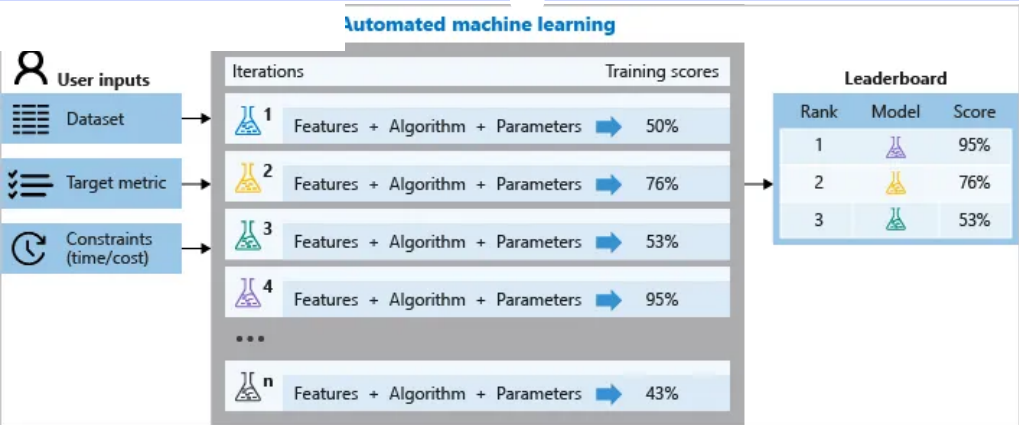 Automated machine learning
User inputs
Dataset
Target metric
Constraints
(time/cost)
Iterations Training scores
1 Features + Algorithm + Parameters 50%
2 Features + Algorithm + Parameters 76%
3 Features + Algorithm + Parameters 53%
4 Features + Algorithm + Parameters 95%
•••
n Features + Algorithm + Parameters 43%
Leaderboard
Rank Model Score
1 95%
2 76%
3 53%